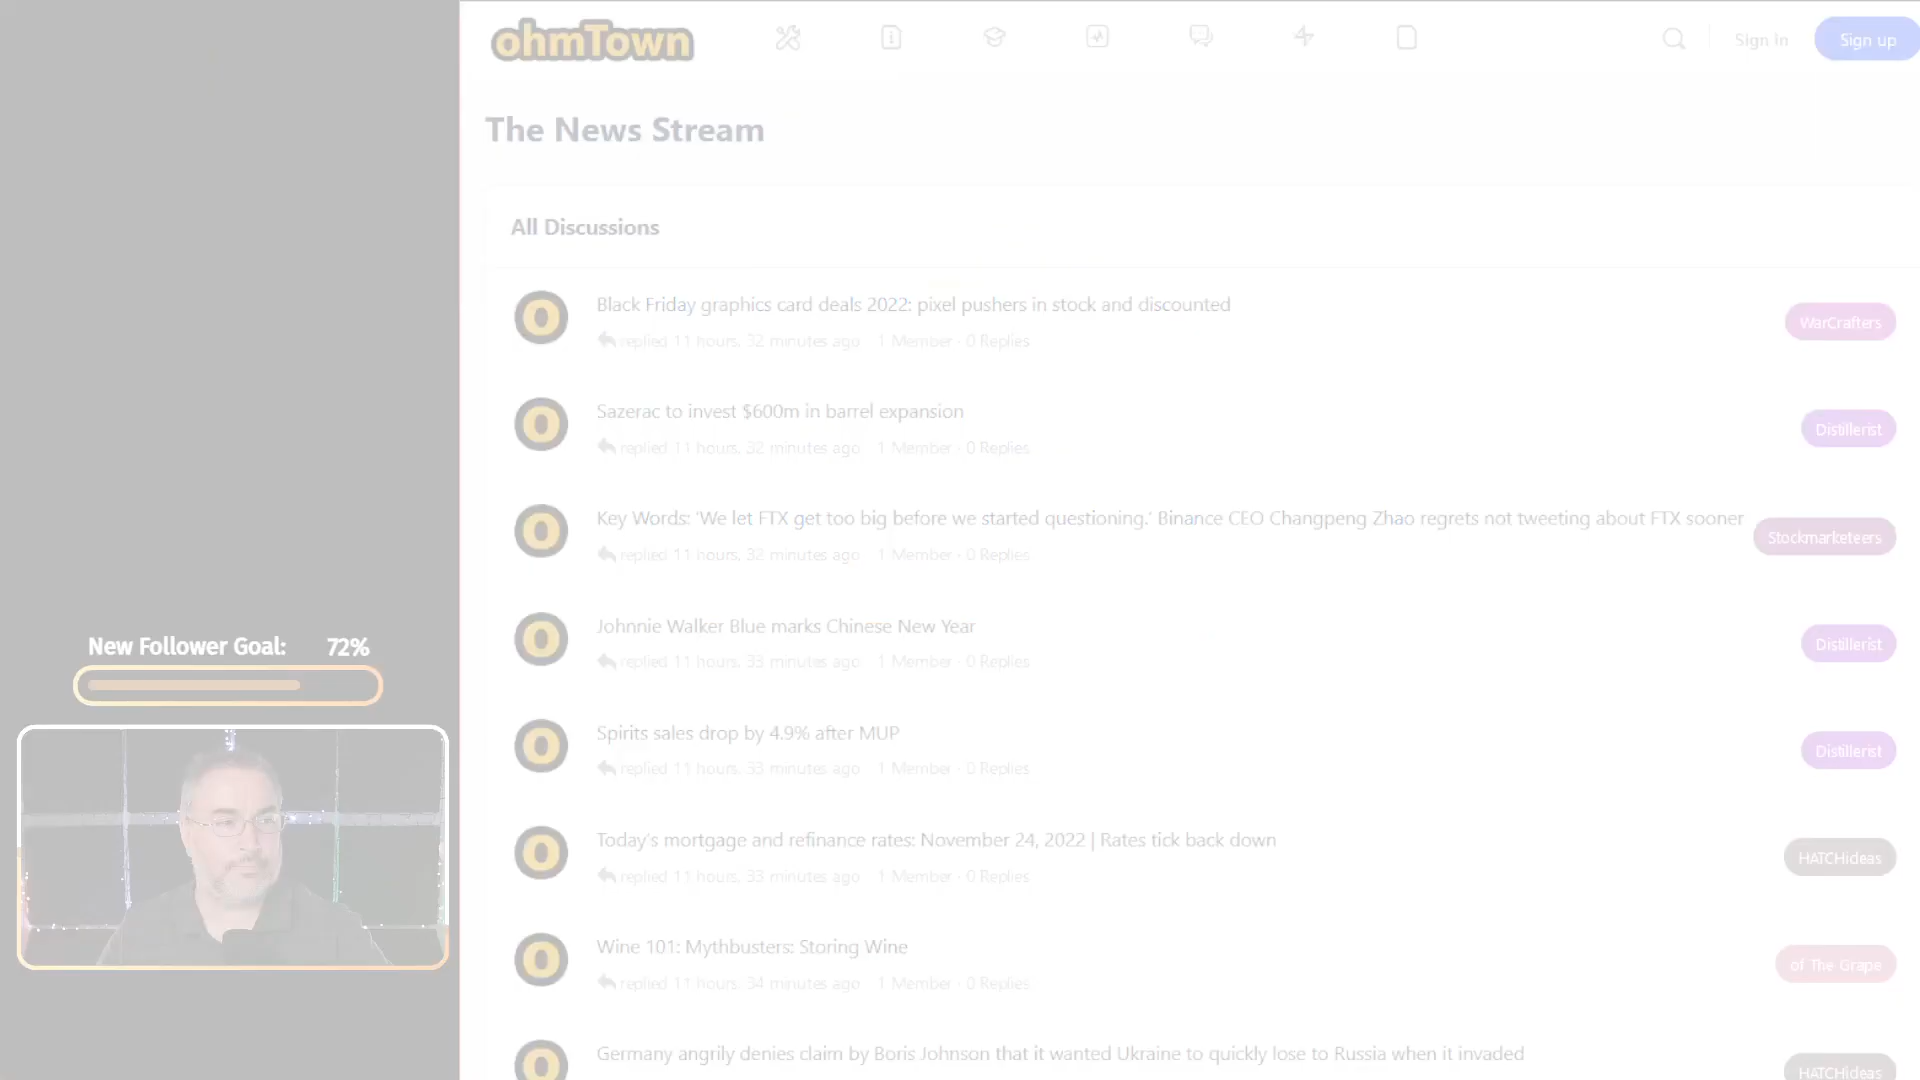 ohmTown
Sign In
Sign up
The News Stream
All Discussions
Black Friday graphics card deals 2022: pixel pushers in stock and discounted
WarCrafters
replied 11 hours, 32 minutes ago 1 Member · 0 Replies
Sazerac to invest $600m in barrel expansion
Distillerist
replied 11 hours, 32 minutes ago 1 Member · 0 Replies
Key Words: ‘We let FTX get too big before we started questioning.’ Binance CEO Changpeng Zhao regrets not tweeting about FTX sooner
Stockmarketeers
replied 11 hours, 32 minutes ago 1 Member · 0 Replies
Johnnie Walker Blue marks Chinese New Year
Distillerist
replied 11 hours, 33 minutes ago 1 Member · 0 Replies
Spirits sales drop by 4.9% after MUP
Distillerist
replied 11 hours, 33 minutes ago 1 Member · 0 Replies
Today’s mortgage and refinance rates: November 24, 2022 | Rates tick back down
HATCHideas
replied 11 hours, 33 minutes ago 1 Member · 0 Replies
Wine 101: Mythbusters: Storing Wine
of The Grape
replied 11 hours, 34 minutes ago 1 Member · 0 Replies
Germany angrily denies claim by Boris Johnson that it wanted Ukraine to quickly lose to Russia when it invaded
HATCHideas
New Follower Goal: 72%